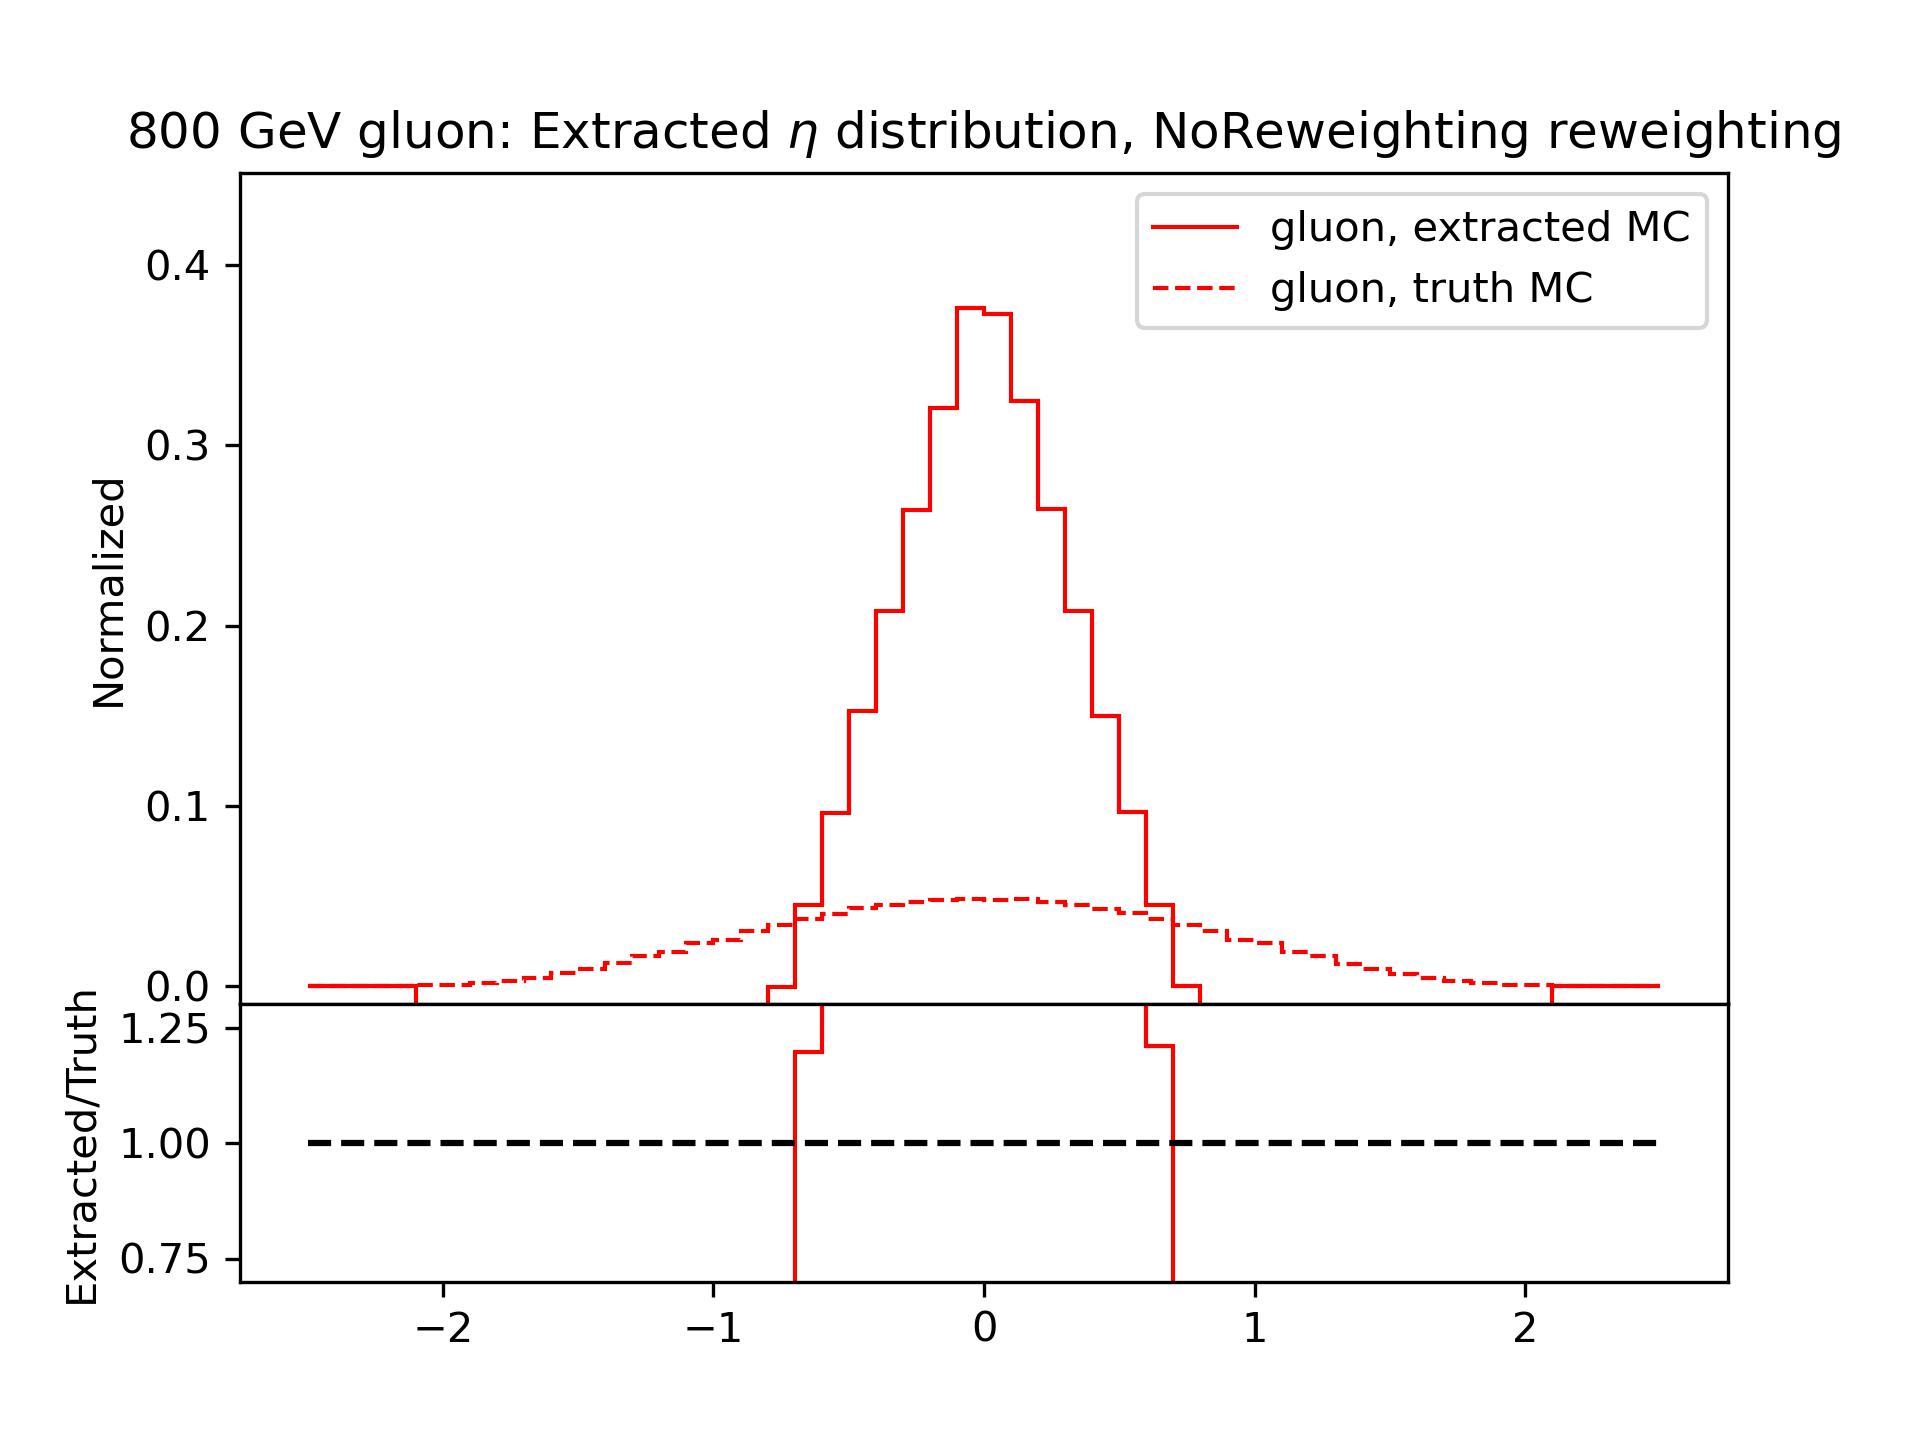 800 GeV gluon: Extracted η distribution, NoReweighting reweighting
gluon, extracted MC
gluon, truth MC
Normalized
0.4
0.3
0.2
0.1
0.0
Extracted/Truth
1.25
1.00
0.75
−2
−1
0
1
2